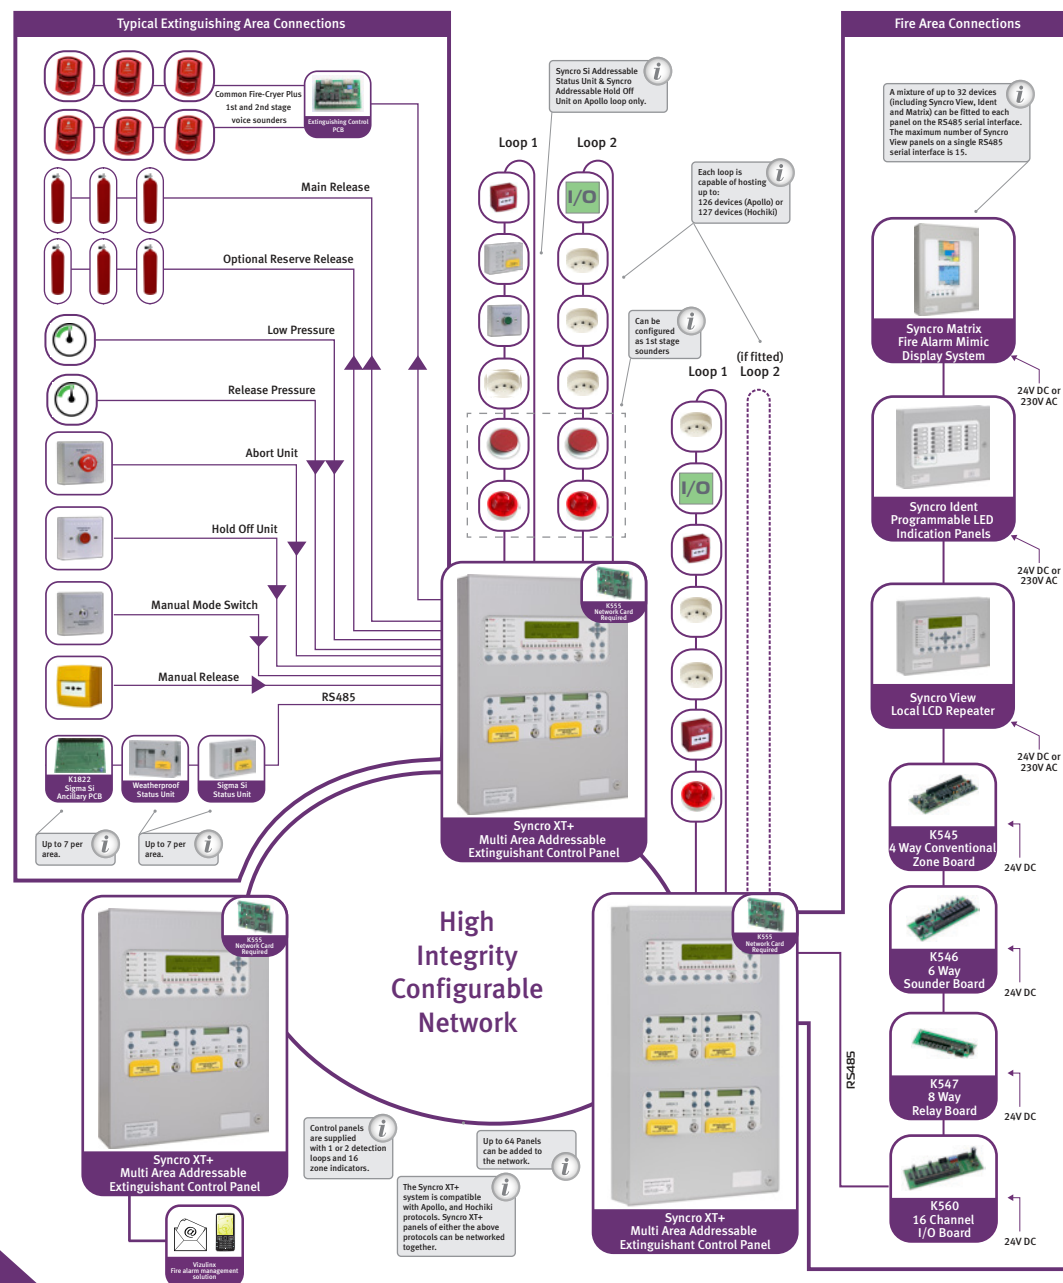 Typical Extinguishing Area Connections
Common Fire-Cryer Plus
1st and 2nd stage
voice sounders
Extinguishing Control
PCB
Main Release
Optional Reserve Release
Low Pressure
Release Pressure
Abort Unit
Hold Off Unit
Manual Mode Switch
Manual Release
RS485
K1822
Sigma Si
Ancillary PCB
Weatherproof
Status Unit
Sigma Si
Status Unit
Up to 7 per
area.
Up to 7 per
area.
Loop 1
Loop 2
I/O
Syncro Si Addressable
Status Unit & Syncro
Addressable Hold Off
Unit on Apollo loop only.
Each loop is
capable of hosting
up to:
126 devices (Apollo) or
127 devices (Hochiki)
Can be
configured
as 1st stage
sounders
(if fitted)
Loop 1
Loop 2
I/O
K555
Network Card
Required
Syncro XT+
Multi Area Addressable
Extinguishant Control Panel
Fire Area Connections
A mixture of up to 32 devices
(including Syncro View, Ident
and Matrix) can be fitted to each
panel on the RS485 serial interface.
The maximum number of Syncro
View panels on a single RS485
serial interface is 15.
Syncro Matrix
Fire Alarm Mimic
Display System
24V DC or
230V AC
Syncro Ident
Programmable LED
Indication Panels
24V DC or
230V AC
Syncro View
Local LCD Repeater
24V DC or
230V AC
K545
4 Way Conventional
Zone Board
24V DC
K546
6 Way
Sounder Board
24V DC
K547
8 Way
Relay Board
24V DC
K560
16 Channel
I/O Board
24V DC
RS485
High
Integrity
Configurable
Network
K555
Network Card
Required
Syncro XT+
Multi Area Addressable
Extinguishant Control Panel
Vizulinx
Fire alarm management
solution
Control panels
are supplied
with 1 or 2 detection
loops and 16
zone indicators.
Up to 64 Panels
can be added to
the network.
The Syncro XT+
system is compatible
with Apollo, and Hochiki
protocols. Syncro XT+
panels of either the above
protocols can be networked
together.
K555
Network Card
Required
Syncro XT+
Multi Area Addressable
Extinguishant Control Panel